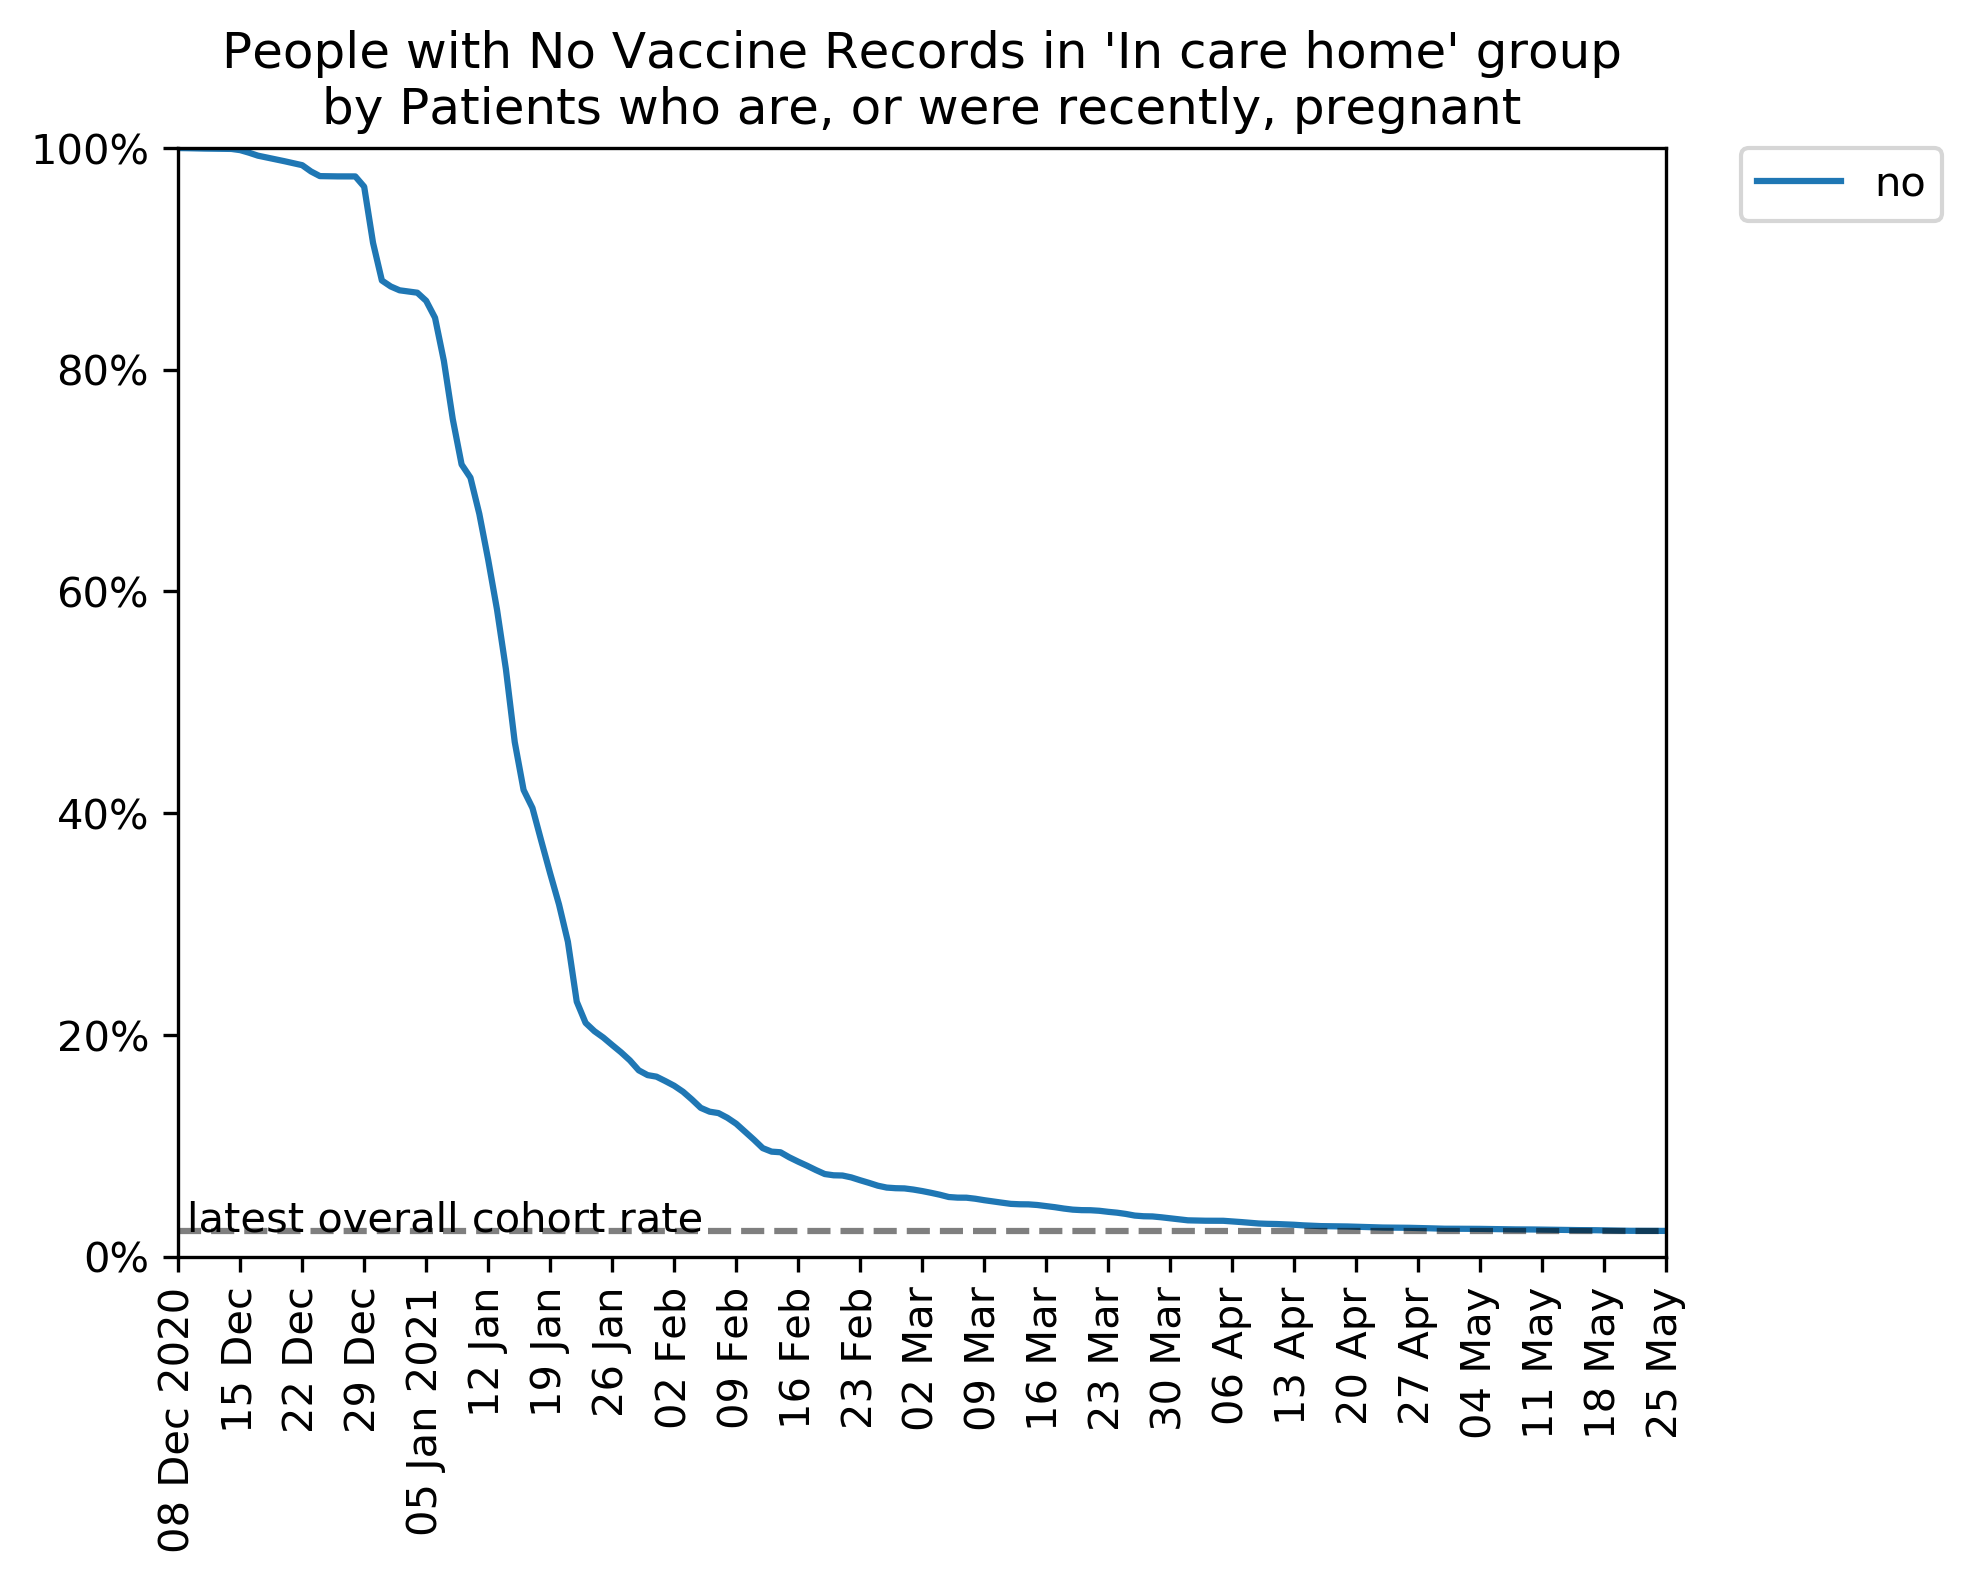 People with No Vaccine Records in 'In care home' group
by Patients who are, or were recently, pregnant
100%
80%
60%
40%
20%
0%
no
latest overall cohort rate
08 Dec 2020
15 Dec
22 Dec
29 Dec
05 Jan 2021
12 Jan
19 Jan
26 Jan
02 Feb
09 Feb
16 Feb
23 Feb
02 Mar
09 Mar
16 Mar
23 Mar
30 Mar
06 Apr
13 Apr
20 Apr
27 Apr
04 May
11 May
18 May
25 May